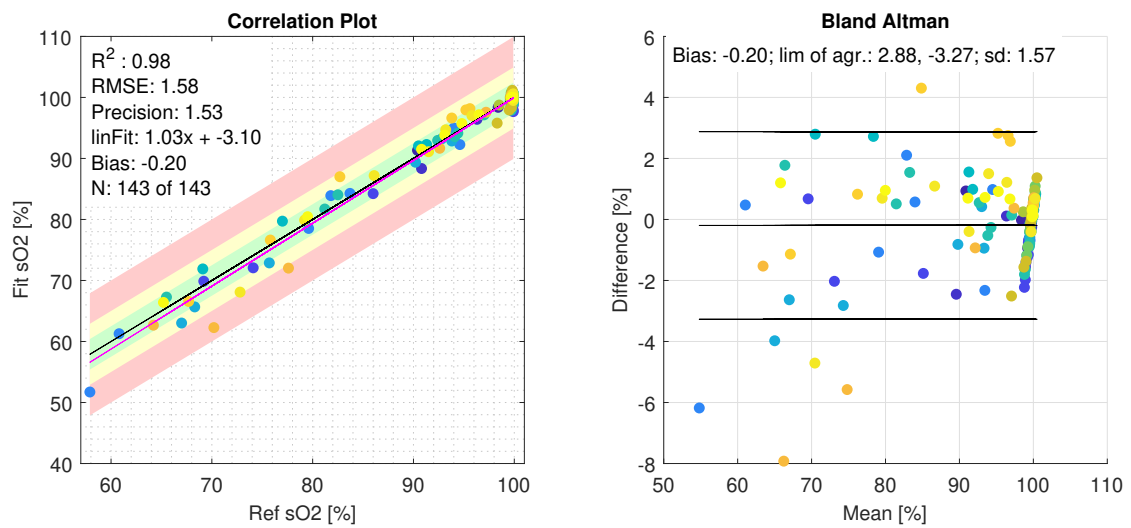 Correlation Plot
R2 : 0.98
RMSE: 1.58
Precision: 1.53
linFit: 1.03x + -3.10
Bias: -0.20
N: 143 of 143
110
100
90
80
70
60
50
40
Fit sO2 [%]
60 70 80 90 100
Ref sO2 [%]
Bland Altman
Bias: -0.20; lim of agr.: 2.88, -3.27; sd: 1.57
6
4
2
0
-2
-4
-6
-8
Difference [%]
50 60 70 80 90 100 110
Mean [%]